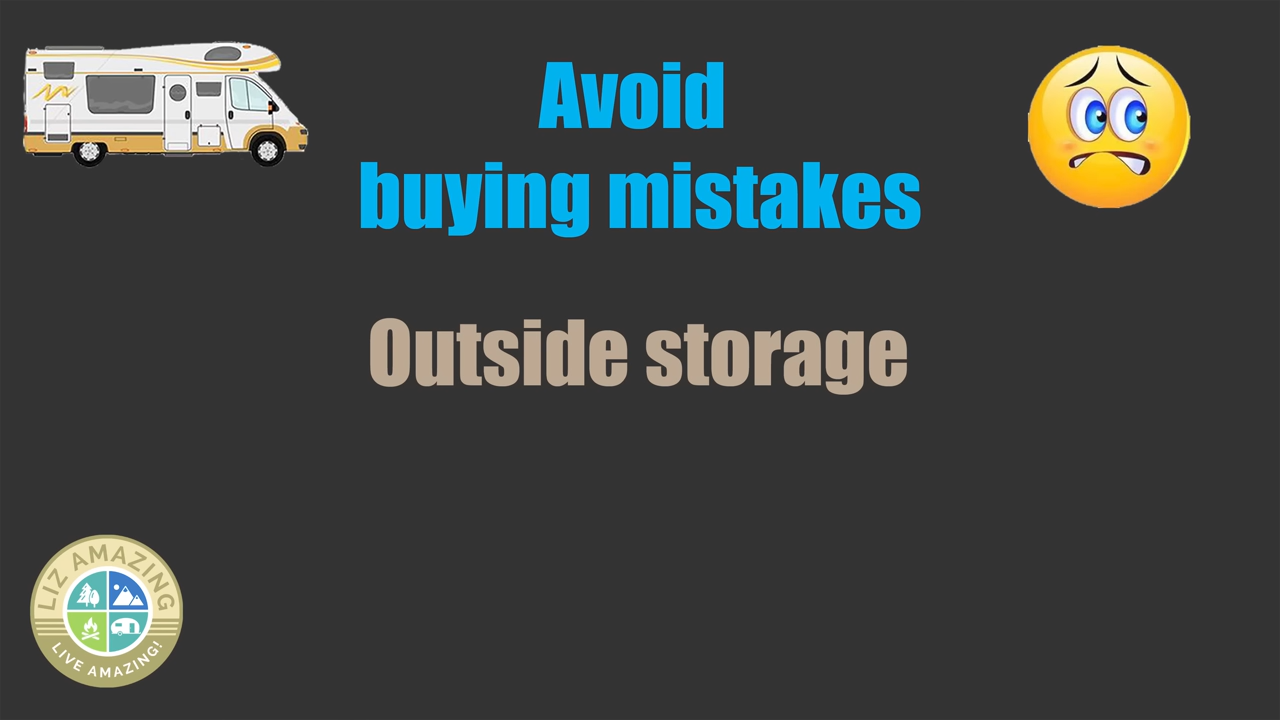 Avoid
buying mistakes
Outside storage
LIZ AMAZING
LIVE AMAZING!